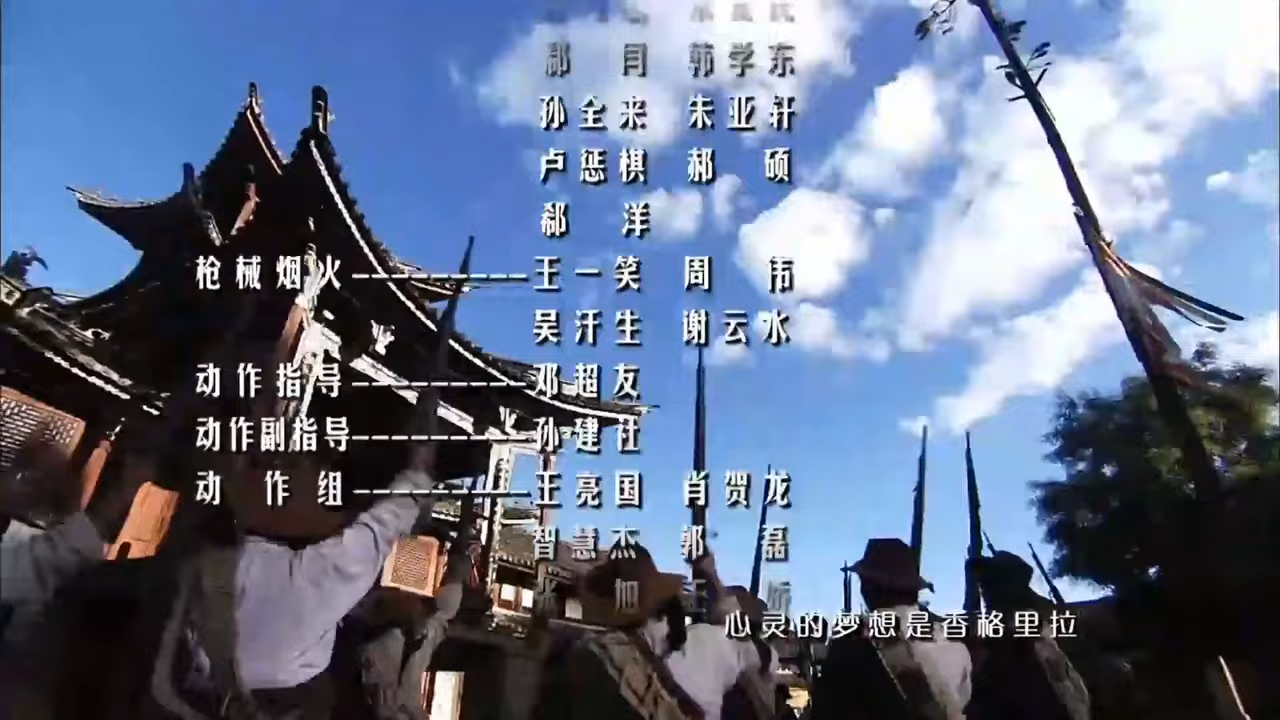 郝 月 韩学东
孙全来 朱亚轩
卢惩棋 郝 硕
郗 洋
枪械烟火---------王一笑 周 伟
吴汗生 谢云水
动作指导---------邓超友
动作副指导---------孙建社
动作组---------王亮国 肖贺龙
智慧杰 郭 磊
心灵的梦想是香格里拉